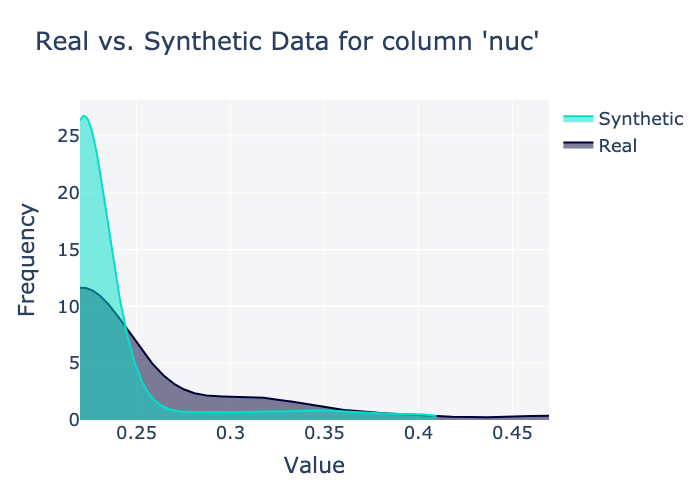 Real vs. Synthetic Data for column 'nuc'
Synthetic
Real
25
20
15
10
5
0
Frequency
0.25
0.3
0.35
0.4
0.45
Value